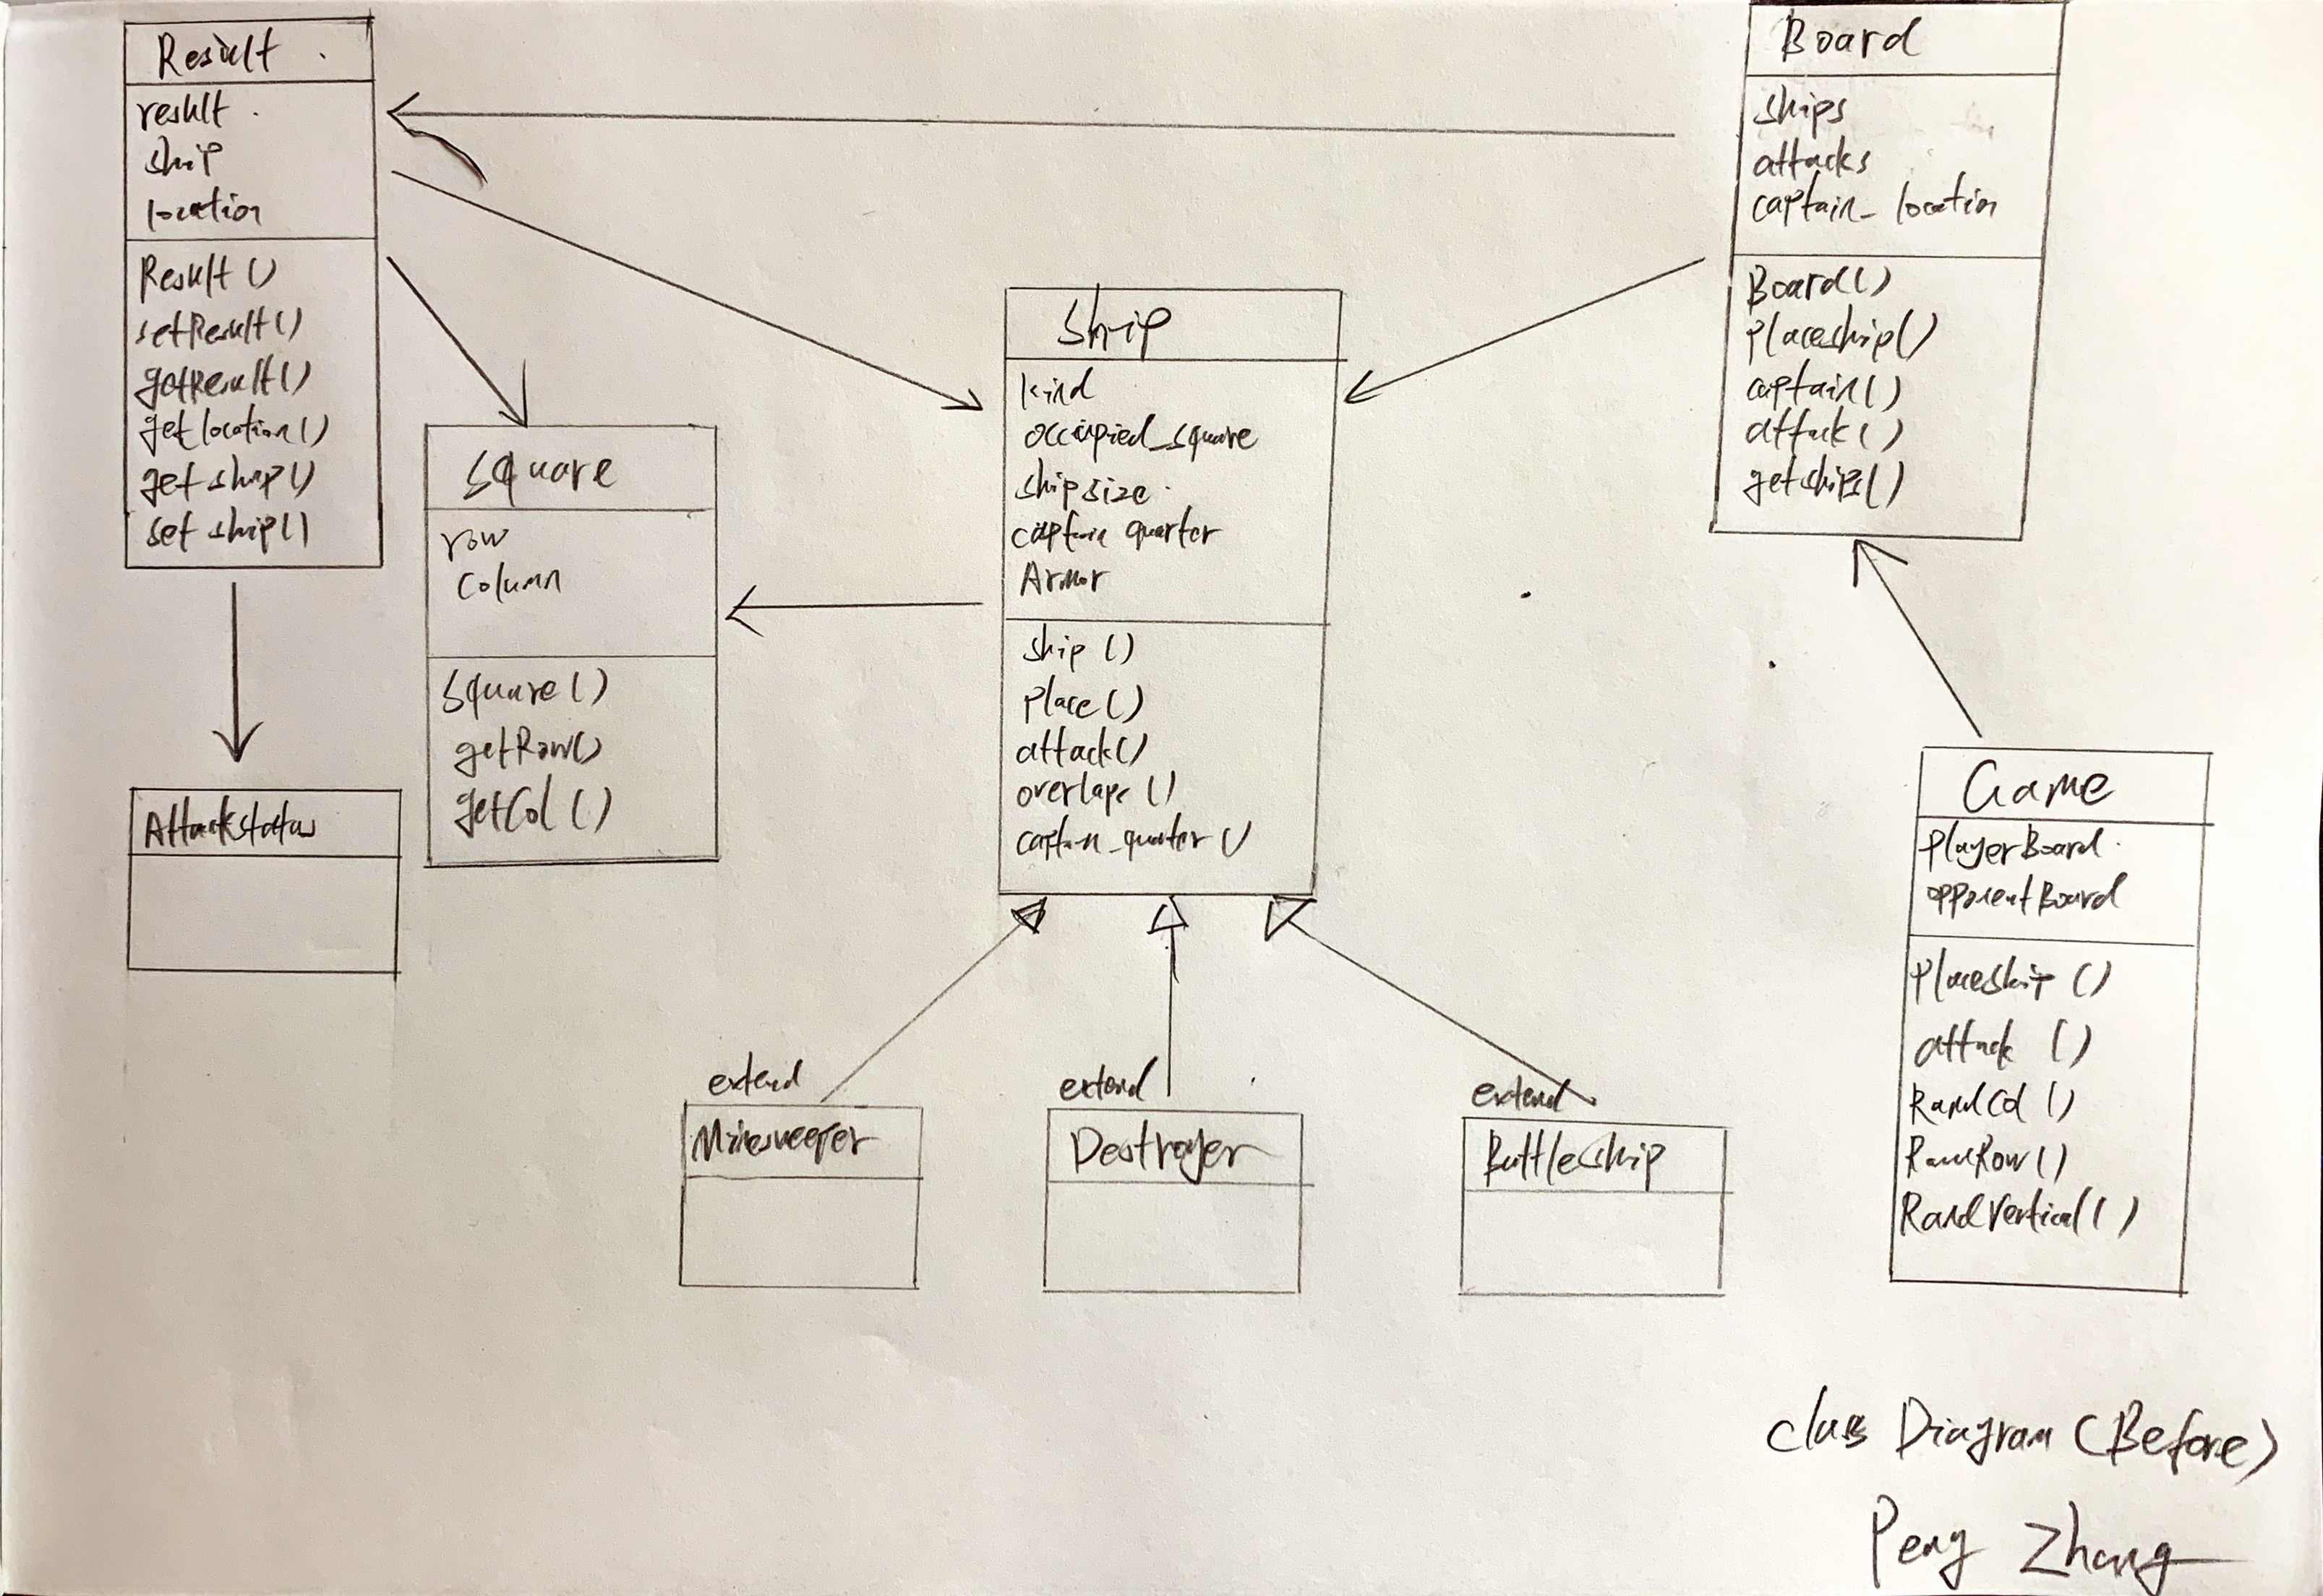 Result
result
ship
location
Result ()
setResult()
getResult()
getlocation()
get ship()
set ship()
Board
ships
attacks
captain_ location
Board()
placeship()
captain()
attack()
getships()
ship
kind
occupied_square
shipsize
captain quarter
Armor
ship ()
place()
attack()
overlaps ()
captain_quarter ()
square
row
column
square()
getRow()
getCol ()
Attackstatus
Game
playerBoard
opponentBoard
placeship ()
attack ()
RandCol ()
RandRow()
RandVertical()
extend
Minesweeper
extend
Destroyer
extend
Battleship
class Diagram (Before)
Peng Zhang